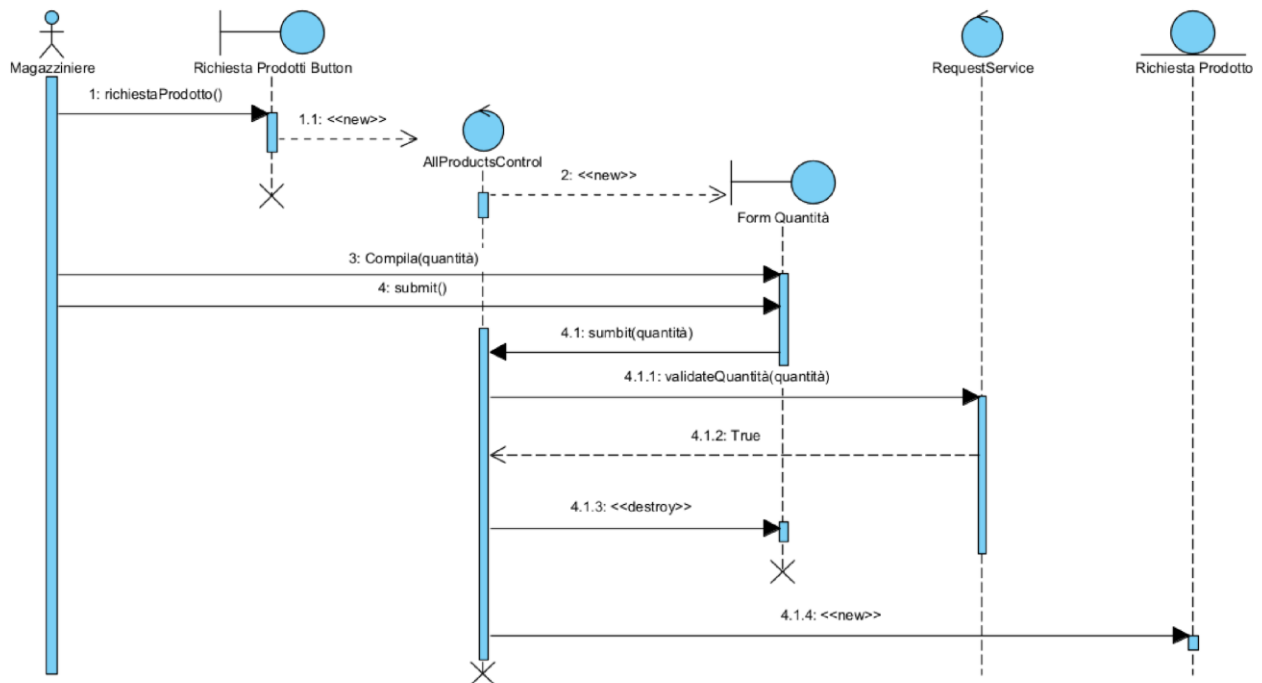 Magazziniere
Richiesta Prodotti Button
RequestService
Richiesta Prodotto
1: richiestaProdotto()
1.1: <<new>>
AllProductsControl
2: <<new>>
Form Quantità
3: Compila(quantità)
4: submit()
4.1: sumbit(quantità)
4.1.1: validateQuantità(quantità)
4.1.2: True
4.1.3: <<destroy>>
4.1.4: <<new>>